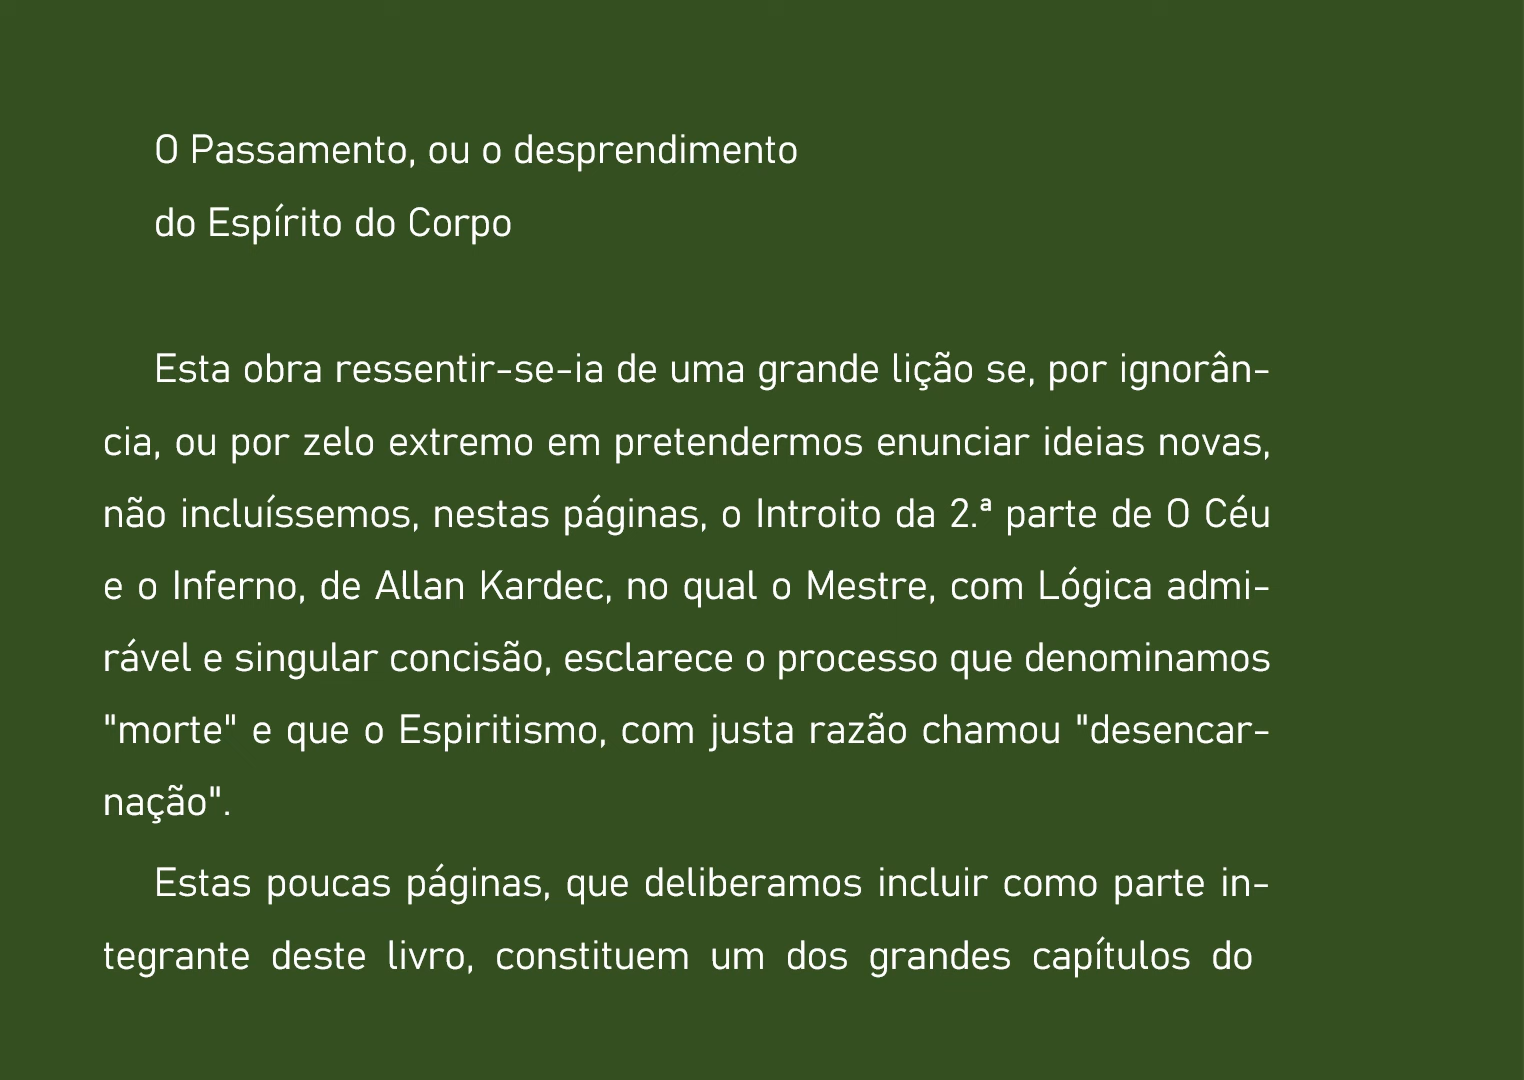 O Passamento, ou o desprendimento
do Espírito do Corpo
Esta obra ressentir-se-ia de uma grande lição se, por ignorân-
cia, ou por zelo extremo em pretendermos enunciar ideias novas,
não incluíssemos, nestas páginas, o Introito da 2.ª parte de O Céu
e o Inferno, de Allan Kardec, no qual o Mestre, com Lógica admi-
rável e singular concisão, esclarece o processo que denominamos
"morte" e que o Espiritismo, com justa razão chamou "desencar-
nação".
Estas poucas páginas, que deliberamos incluir como parte in-
tegrante deste livro, constituem um dos grandes capítulos do